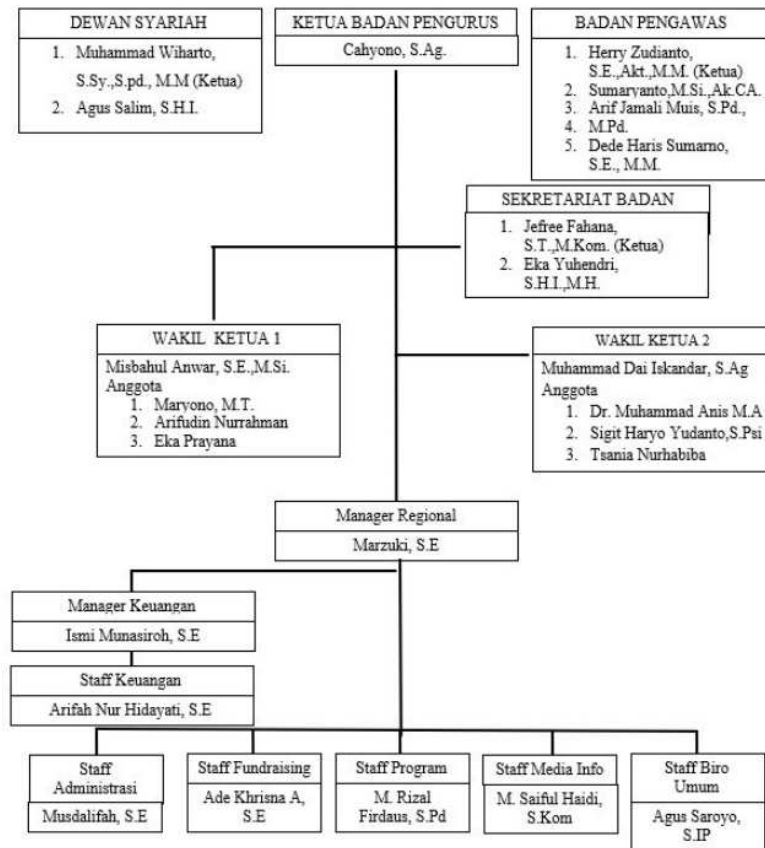 DEWAN SYARIAH
1. Muhammad Wiharto,
S.Sy.,S.pd., M.M (Ketua)
2. Agus Salim, S.H.I.
KETUA BADAN PENGURUS
Cahyono, S.Ag.
BADAN PENGAWAS
1. Herry Zudianto,
S.E.,Akt.,M.M. (Ketua)
2. Sumaryanto,M.Si.,Ak.CA.
3. Arif Jamali Muis, S.Pd.,
4. M.Pd.
5. Dede Haris Sumarno,
S.E., M.M.
SEKRETARIAT BADAN
1. Jefree Fahana,
S.T.,M.Kom. (Ketua)
2. Eka Yuhendri,
S.H.I.,M.H.
WAKIL KETUA 1
Misbahul Anwar, S.E.,M.Si.
Anggota
1. Maryono, M.T.
2. Arifudin Nurrahman
3. Eka Prayana
WAKIL KETUA 2
Muhammad Dai Iskandar, S.Ag
Anggota
1. Dr. Muhammad Anis M.A
2. Sigit Haryo Yudanto,S.Psi
3. Tsania Nurhabiba
Manager Regional
Marzuki, S.E
Manager Keuangan
Ismi Munasiroh, S.E
Staff Keuangan
Arifah Nur Hidayati, S.E
Staff
Administrasi
Musdalifah, S.E
Staff Fundraising
Ade Khrisna A,
S.E
Staff Program
M. Rizal
Firdaus, S.Pd
Staff Media Info
M. Saiful Haidi,
S.Kom
Staff Biro
Umum
Agus Saroyo,
S.IP